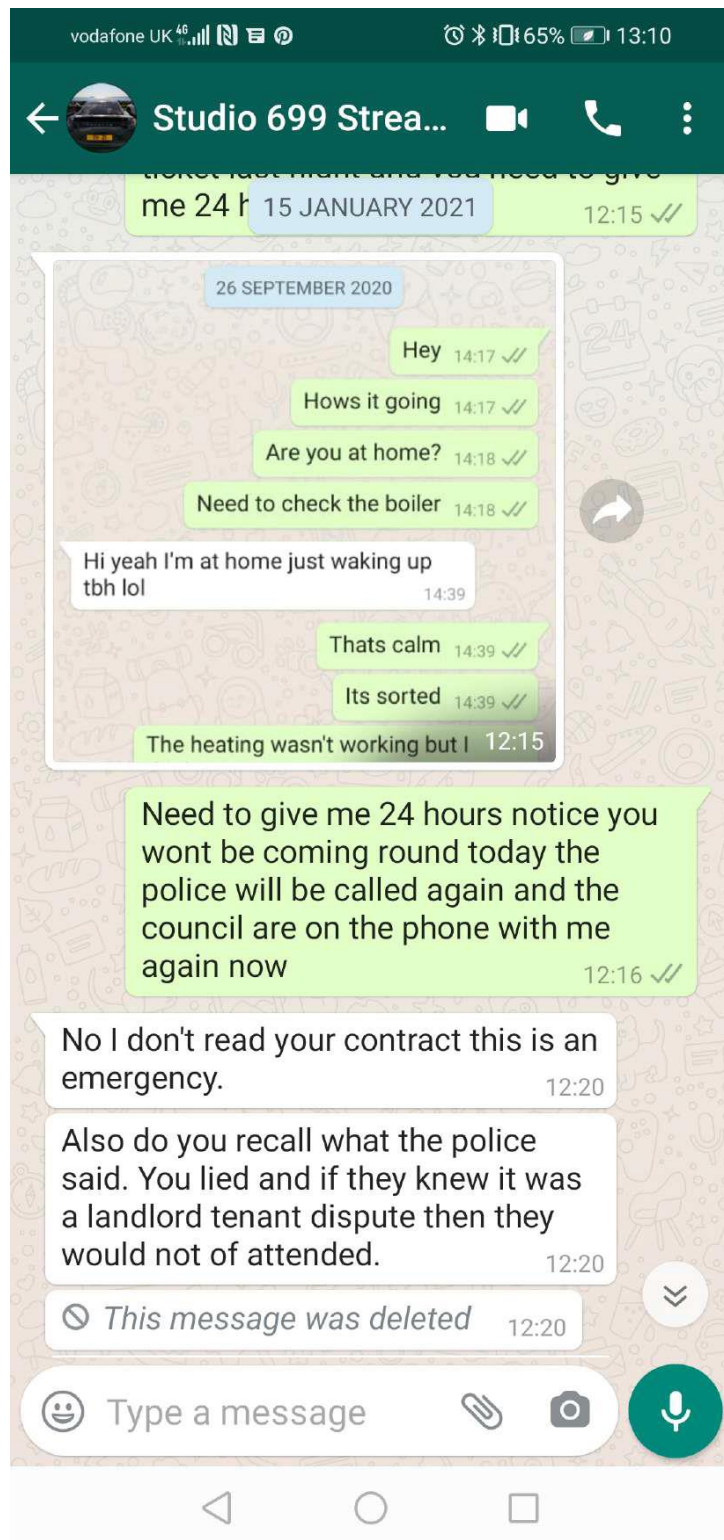 vodafone UK 4G 65% 13:10
Studio 699 Strea...
me 24 h
15 JANUARY 2021
12:15
26 SEPTEMBER 2020
Hey 14:17
Hows it going 14:17
Are you at home? 14:18
Need to check the boiler 14:18
Hi yeah I'm at home just waking up
tbh lol
14:39
Thats calm 14:39
Its sorted 14:39
The heating wasn't working but I 12:15
Need to give me 24 hours notice you
wont be coming round today the
police will be called again and the
council are on the phone with me
again now
12:16
No I don't read your contract this is an
emergency.
12:20
Also do you recall what the police
said. You lied and if they knew it was
a landlord tenant dispute then they
would not of attended.
12:20
This message was deleted 12:20
Type a message